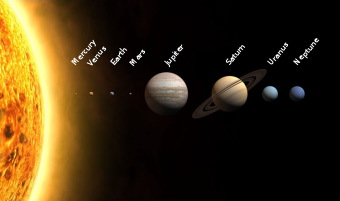 Mercury
Venus
Earth
Mars
Jupiter
Saturn
Uranus
Neptune